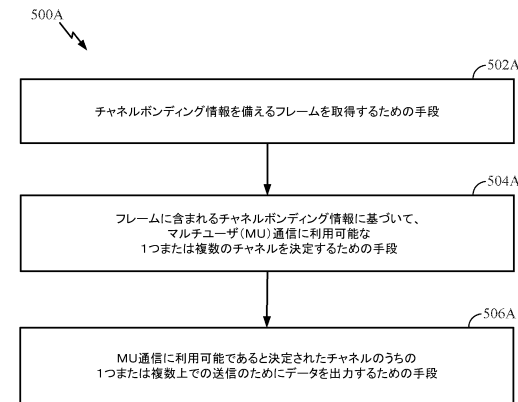 500A
502A
チャネルボンディング情報を備えるフレームを取得するための手段
504A
フレームに含まれるチャネルボンディング情報に基づいて、
マルチユーザ(MU)通信に利用可能な
1つまたは複数のチャネルを決定するための手段
506A
MU通信に利用可能であると決定されたチャネルのうちの
1つまたは複数上での送信のためにデータを出力するための手段